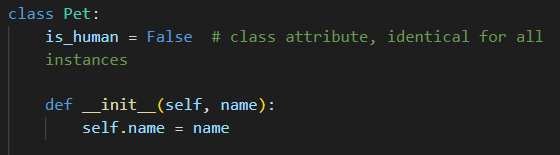 class Pet:
    is_human = False  # class attribute, identical for all
    instances

    def __init__(self, name):
        self.name = name